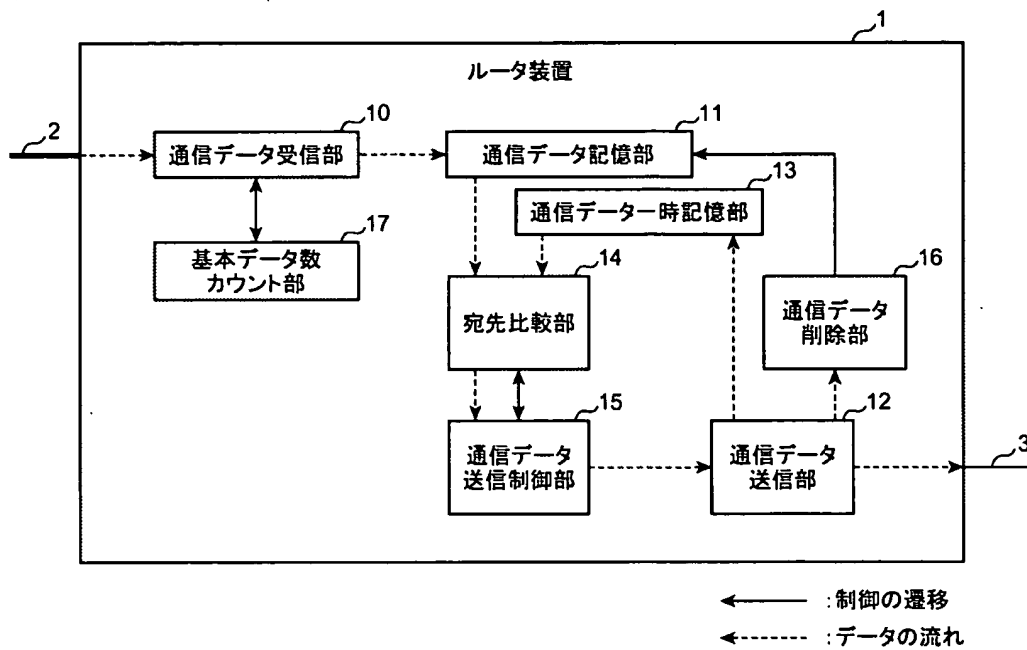 1
ルータ装置
2
10
通信データ受信部
11
通信データ記憶部
13
通信データ一時記憶部
17
基本データ数
カウント部
14
宛先比較部
16
通信データ
削除部
15
通信データ
送信制御部
12
通信データ
送信部
3
:制御の遷移
:データの流れ